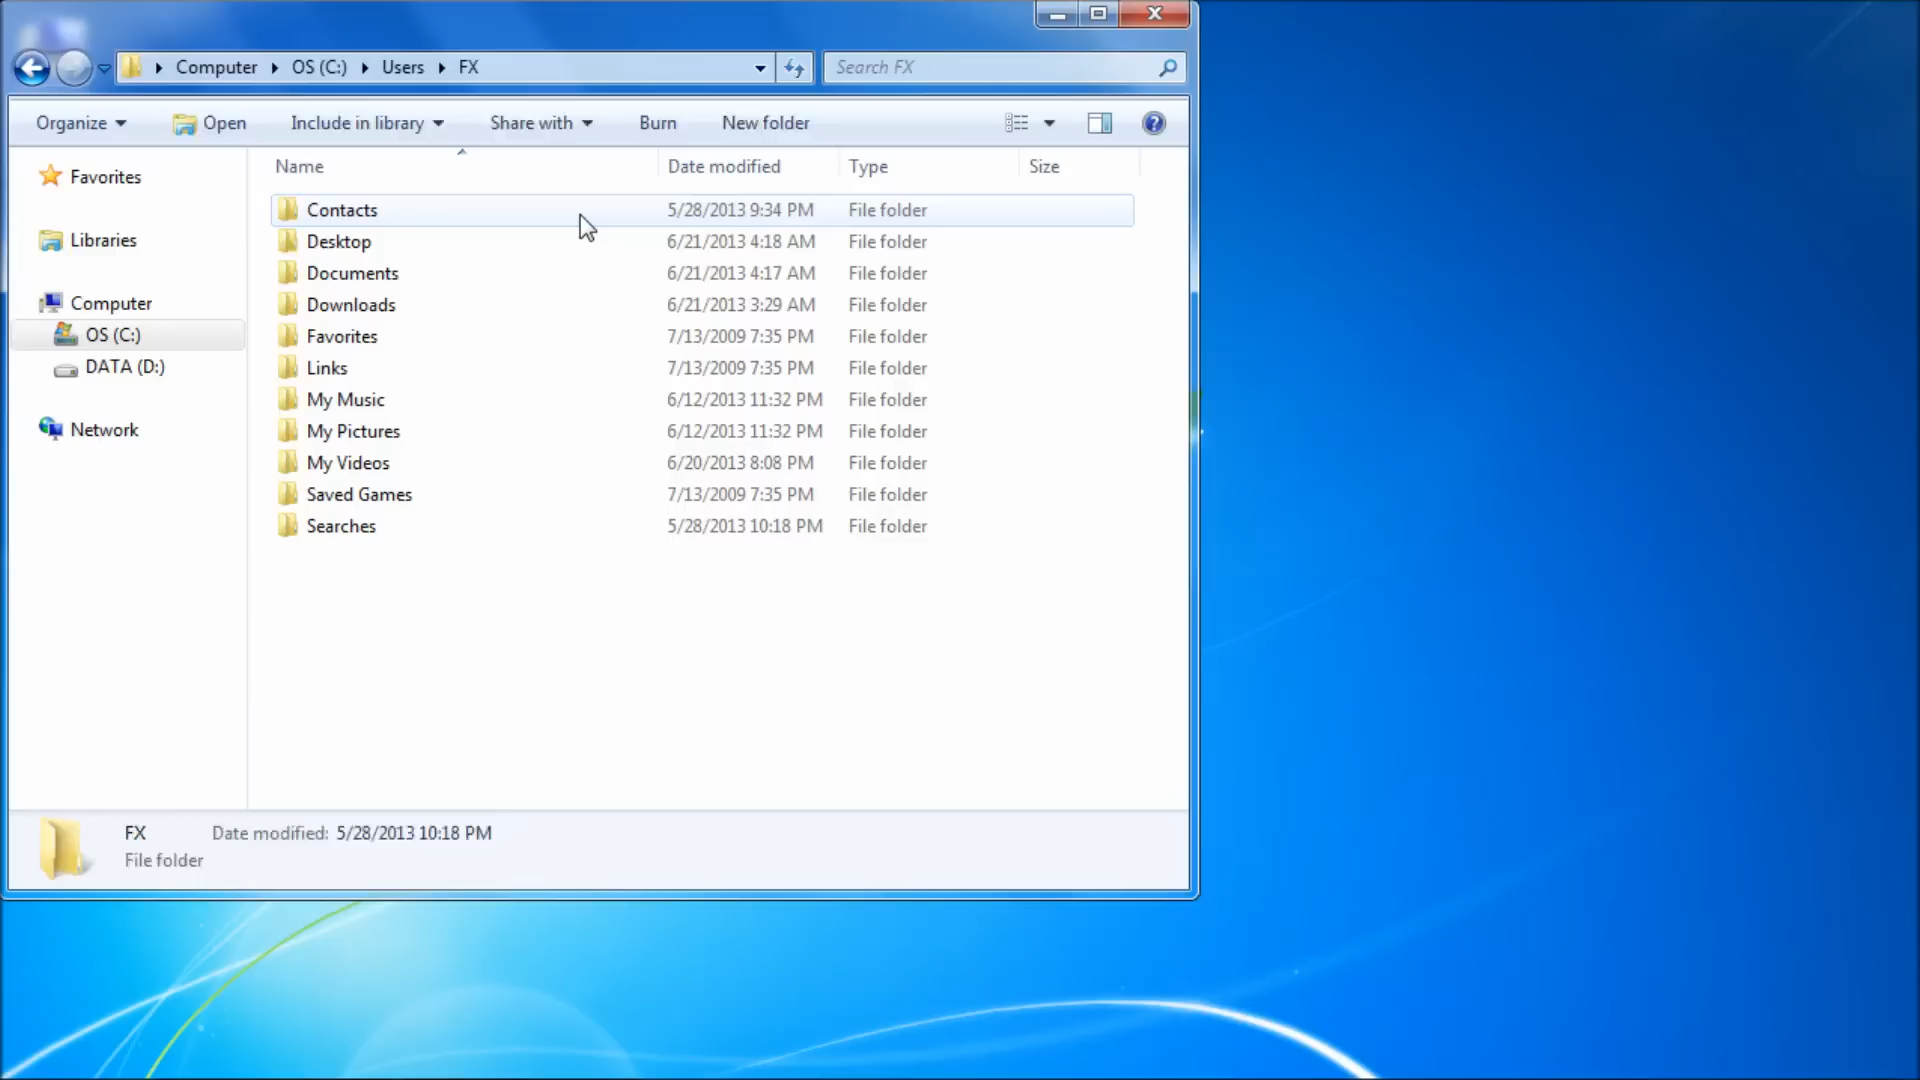 Computer OS (C:) Users FX
Search FX
Organize Open Include in library Share with Burn New folder
Name Date modified Type Size
Favorites
Libraries
Computer
OS (C:)
DATA (D:)
Network
Contacts 5/28/2013 9:34 PM File folder
Desktop 6/21/2013 4:18 AM File folder
Documents 6/21/2013 4:17 AM File folder
Downloads 6/21/2013 3:29 AM File folder
Favorites 7/13/2009 7:35 PM File folder
Links 7/13/2009 7:35 PM File folder
My Music 6/12/2013 11:32 PM File folder
My Pictures 6/12/2013 11:32 PM File folder
My Videos 6/20/2013 8:08 PM File folder
Saved Games 7/13/2009 7:35 PM File folder
Searches 5/28/2013 10:18 PM File folder
FX Date modified: 5/28/2013 10:18 PM
File folder